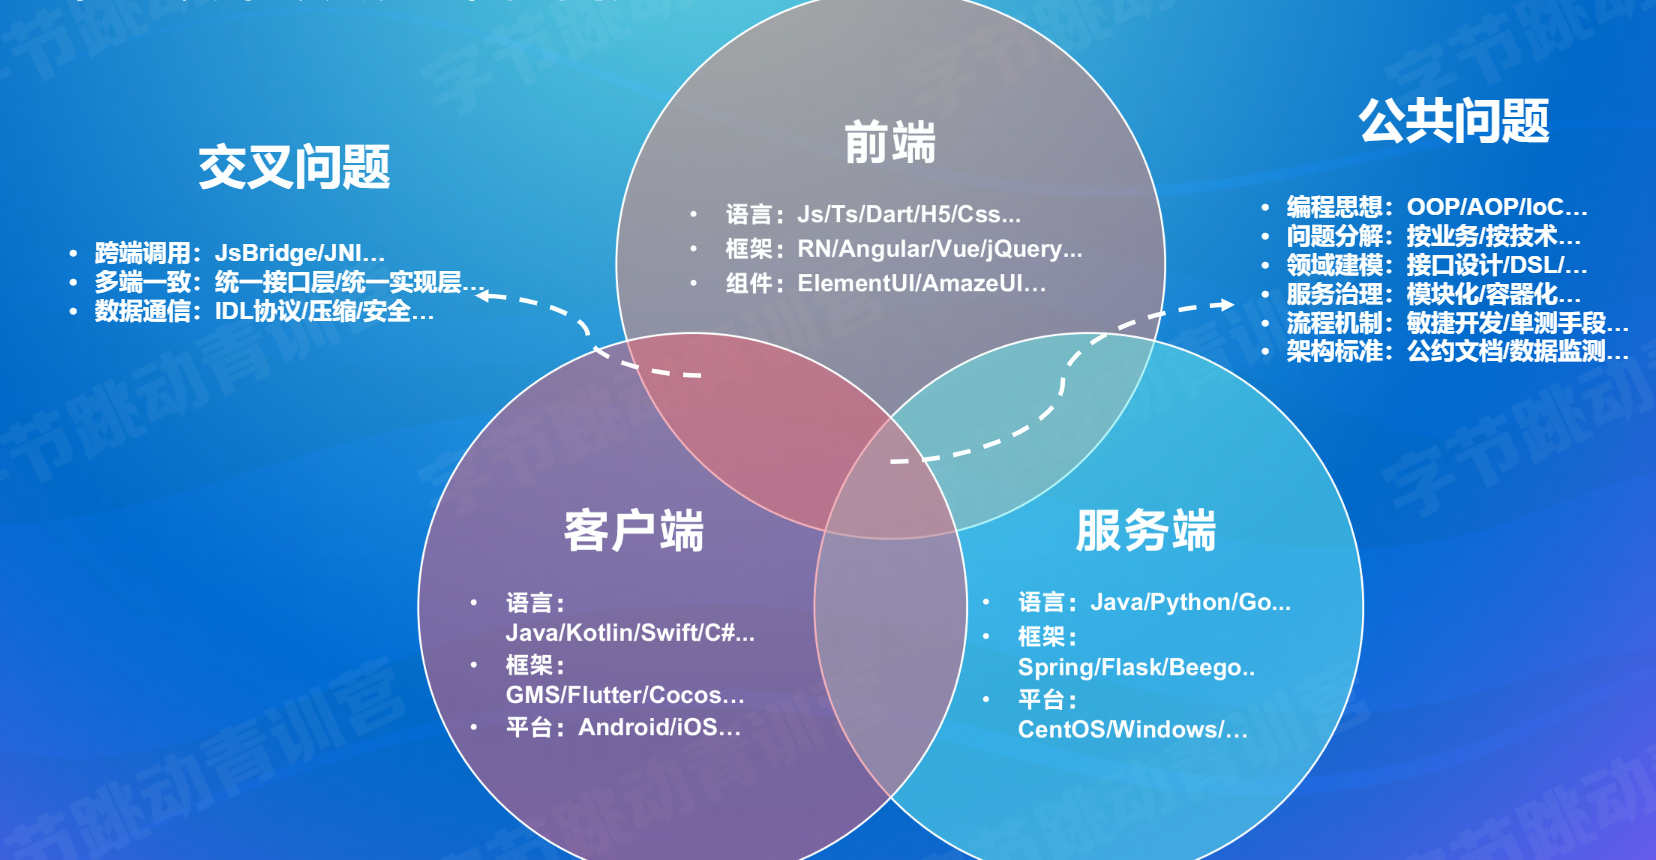 交叉问题
• 跨端调用：JsBridge/JNI...
• 多端一致：统一接口层/统一实现层...
• 数据通信：IDL协议/压缩/安全...
前端
• 语言：Js/Ts/Dart/H5/Css...
• 框架：RN/Angular/Vue/jQuery...
• 组件：ElementUI/AmazeUI...
公共问题
• 编程思想：OOP/AOP/IoC...
• 问题分解：按业务/按技术...
• 领域建模：接口设计/DSL/...
• 服务治理：模块化/容器化...
• 流程机制：敏捷开发/单测手段...
• 架构标准：公约文档/数据监测...
客户端
• 语言：
Java/Kotlin/Swift/C#...
• 框架：
GMS/Flutter/Cocos...
• 平台：Android/iOS...
服务端
• 语言：Java/Python/Go...
• 框架：
Spring/Flask/Beego..
• 平台：
CentOS/Windows/...
字节跳动青训营